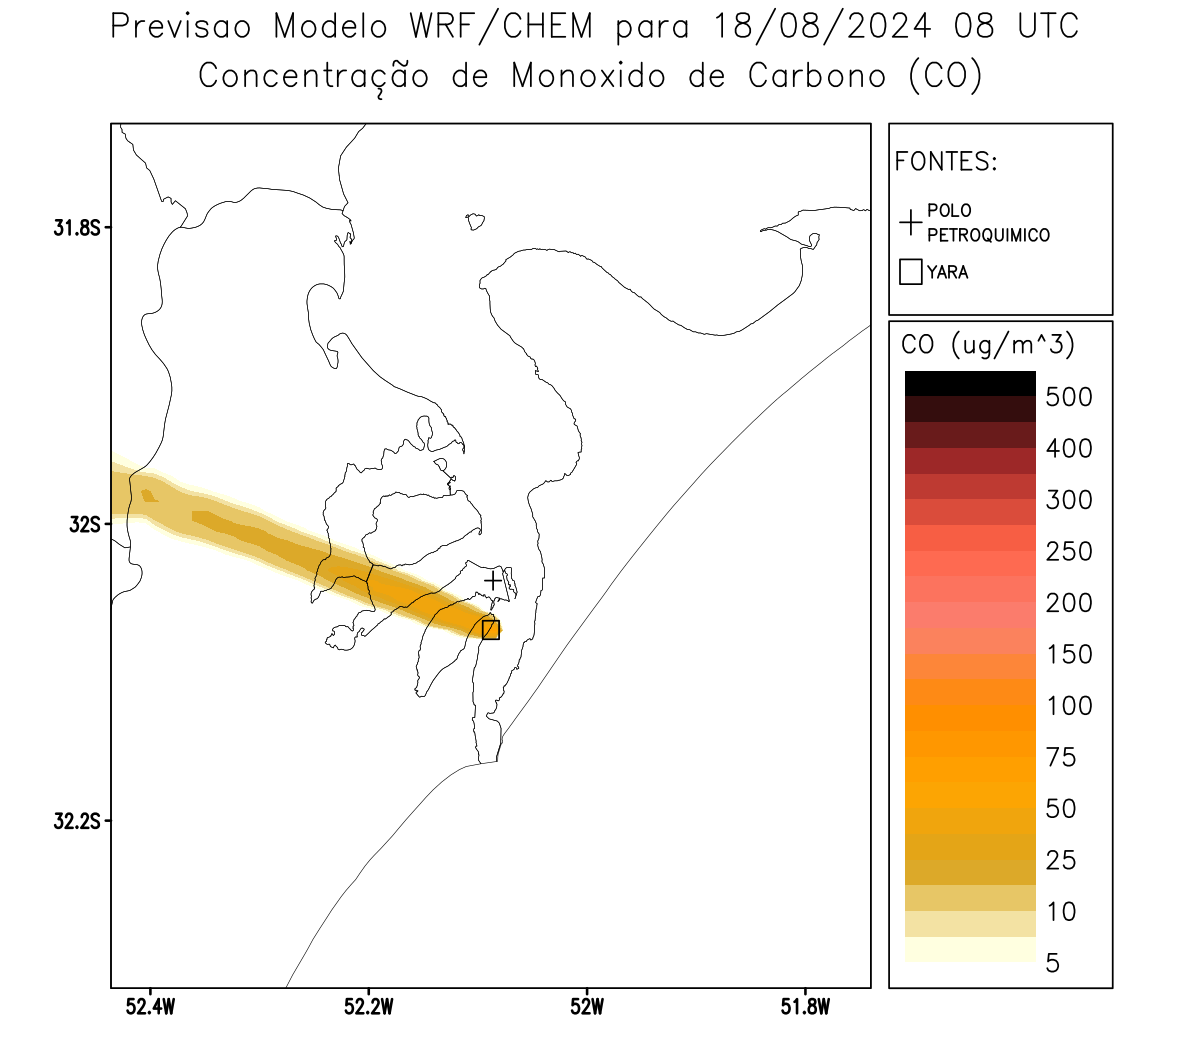 Previsao Modelo WRF/CHEM para 18/08/2024 08 UTC
Concentração de Monoxido de Carbono (CO)
FONTES:
POLO
PETROQUIMICO
YARA
CO (ug/m^3)
500
400
300
250
200
150
100
75
50
25
10
5
31.8S
32S
32.2S
52.4W
52.2W
52W
51.8W